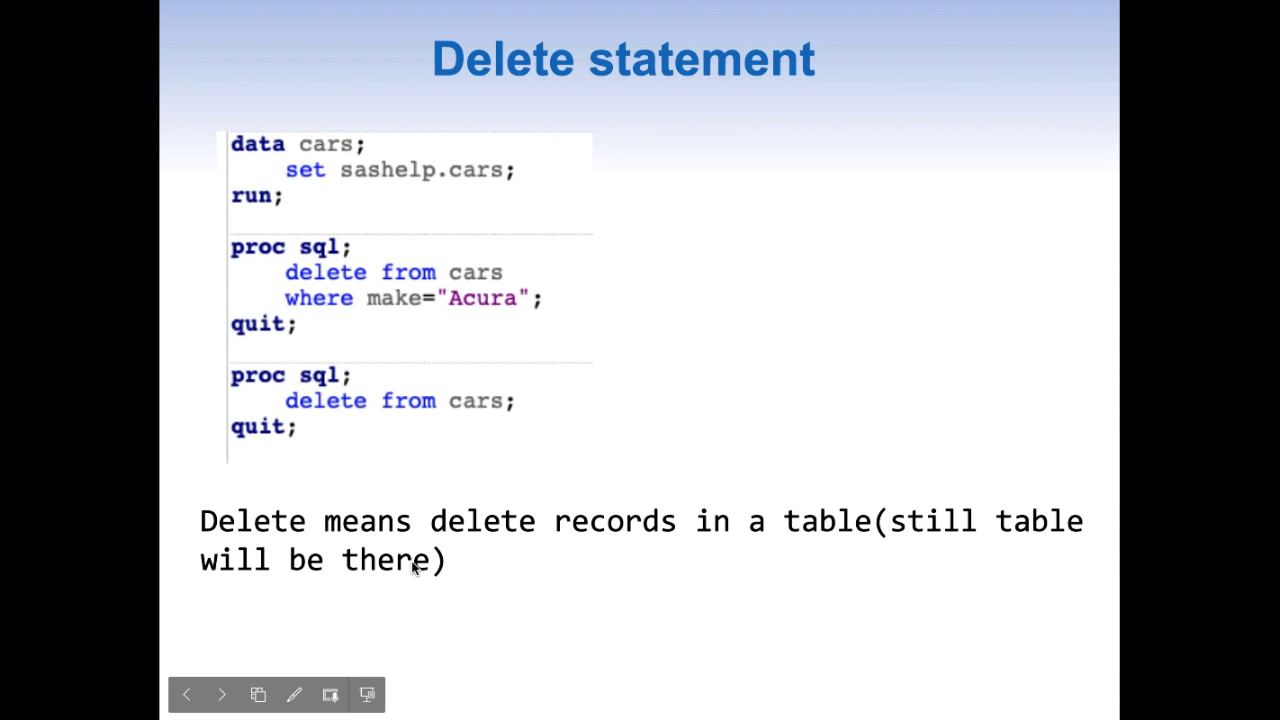 Delete statement
data cars;
set sashelp.cars;
run;
proc sql;
delete from cars
where make="Acura";
quit;
proc sql;
delete from cars;
quit;
Delete means delete records in a table(still table
will be there)